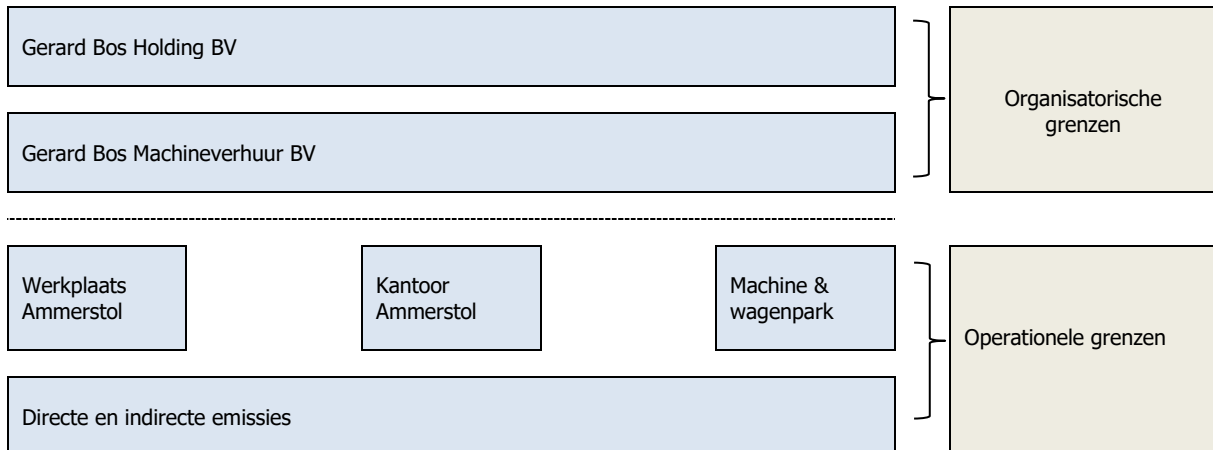 Gerard Bos Holding BV
Organisatorische
grenzen
Gerard Bos Machineverhuur BV
Werkplaats
Ammerstol
Kantoor
Ammerstol
Machine &
wagenpark
Operationele grenzen
Directe en indirecte emissies